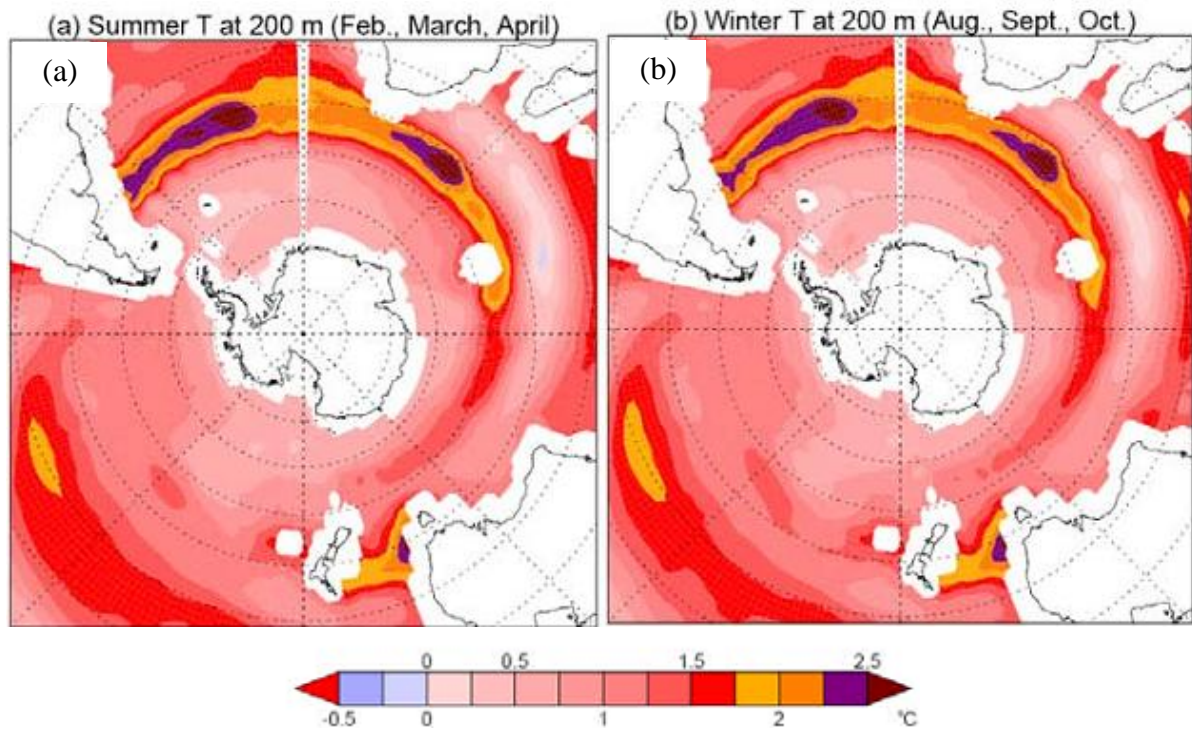 (a) Summer T at 200 m (Feb., March, April)
(b) Winter T at 200 m (Aug., Sept., Oct.)
(a)
(b)
0 0.5 1.5 2.5
-0.5 0 1 2 °C